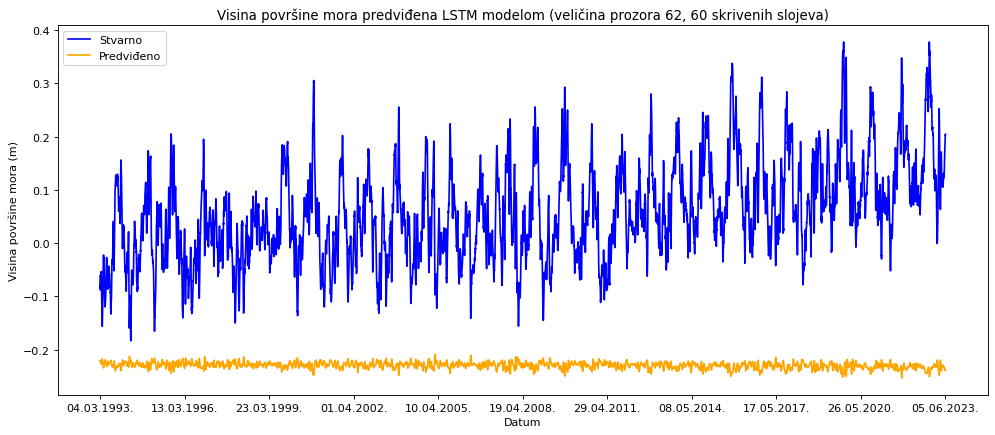 Visina površine mora predviđena LSTM modelom (veličina prozora 62, 60 skrivenih slojeva)
Stvarno
Predviđeno
Visina površine mora (m)
0.4
0.3
0.2
0.1
0.0
−0.1
−0.2
04.03.1993. 13.03.1996. 23.03.1999. 01.04.2002. 10.04.2005. 19.04.2008. 29.04.2011. 08.05.2014. 17.05.2017. 26.05.2020. 05.06.2023.
Datum